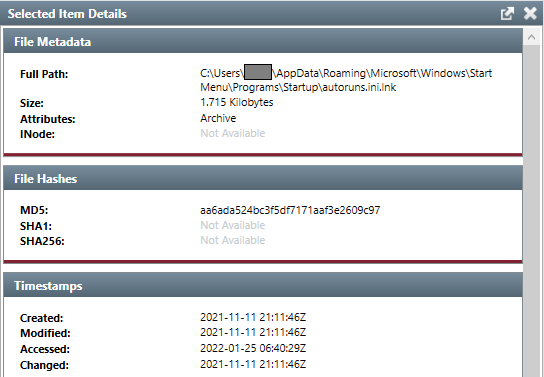 Selected Item Details
File Metadata
Full Path: C:\Users\ \AppData\Roaming\Microsoft\Windows\Start
Menu\Programs\Startup\autoruns.ini.lnk
Size: 1.715 Kilobytes
Attributes: Archive
INode: Not Available
File Hashes
MD5: aa6ada524bc3f5df7171aaf3e2609c97
SHA1: Not Available
SHA256: Not Available
Timestamps
Created: 2021-11-11 21:11:46Z
Modified: 2021-11-11 21:11:46Z
Accessed: 2022-01-25 06:40:29Z
Changed: 2021-11-11 21:11:46Z